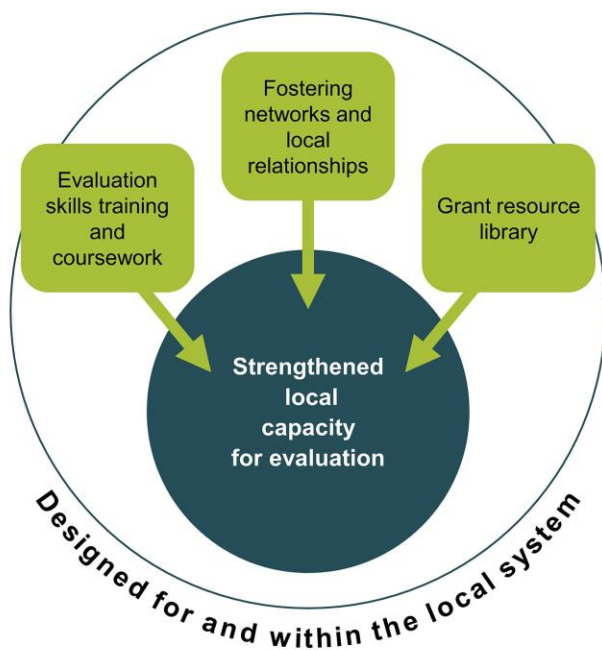 Fostering
networks and
local
relationships
Evaluation
skills training
and
coursework
Grant resource
library
Strengthened
local
capacity
for evaluation
Designed for and within the local system